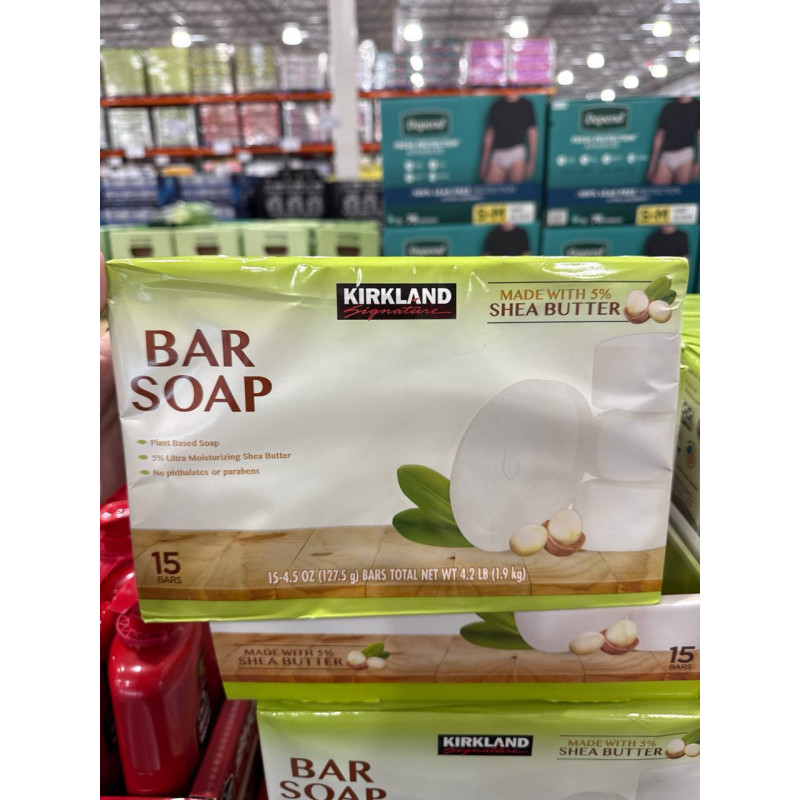 Depend
Depend
S-M
S-M
KIRKLAND
Signature
MADE WITH 5%
SHEA BUTTER
BAR
SOAP
Plant Based Soap
5% Ultra Moisturizing Shea Butter
No phthalates or parabens
15
BARS
15-4.5 OZ (127.5 g) BARS TOTAL NET WT 4.2 LB (1.9 kg)
MADE WITH 5%
SHEA BUTTER
15
BARS
KIRKLAND
Signature
MADE WITH 5%
SHEA BUTTER
BAR
SOAP